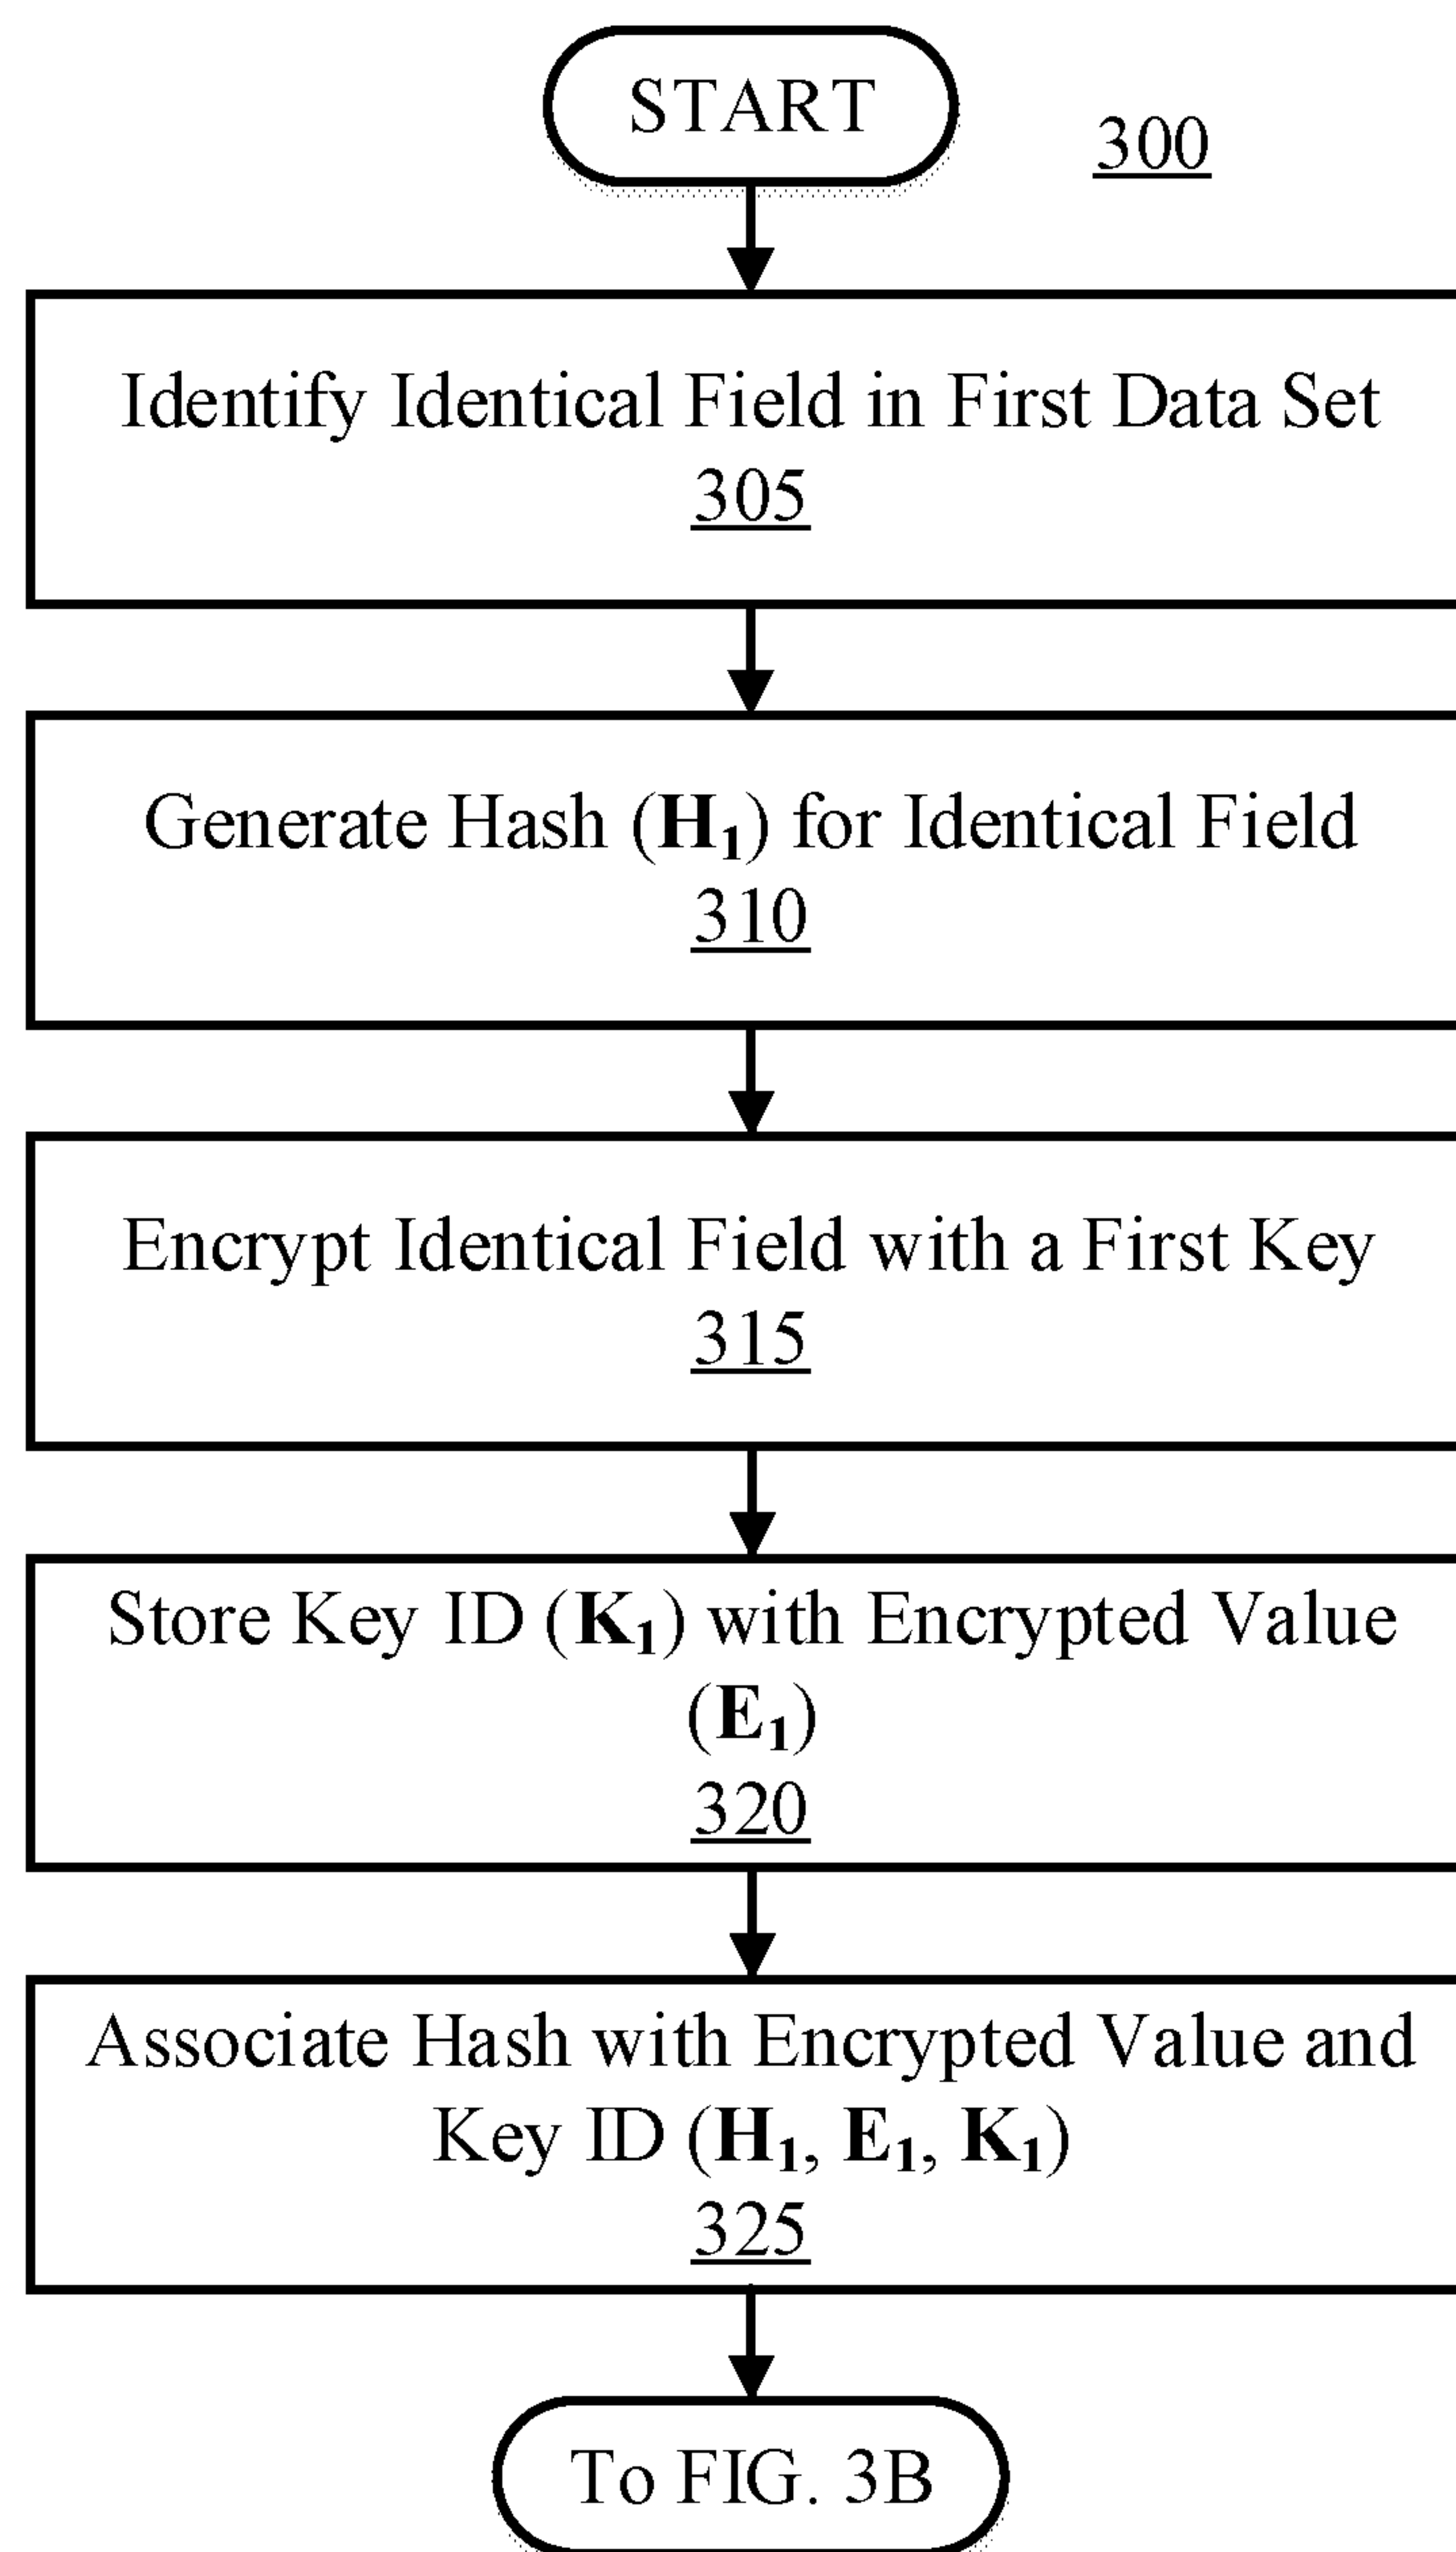 START
300
Identify Identical Field in First Data Set
305
Generate Hash (H₁) for Identical Field
310
Encrypt Identical Field with a First Key
315
Store Key ID (K₁) with Encrypted Value
(E₁)
320
Associate Hash with Encrypted Value and
Key ID (H₁, E₁, K₁)
325
To FIG. 3B